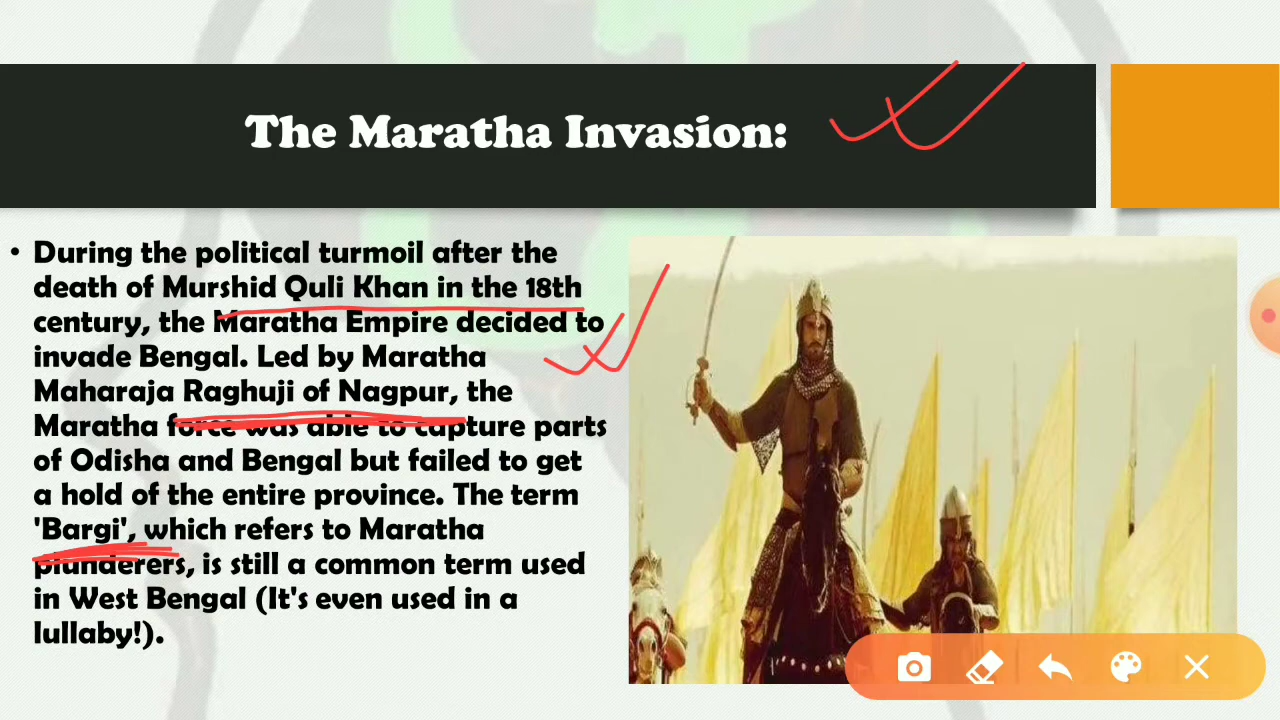 The Maratha Invasion:
• During the political turmoil after the
death of Murshid Quli Khan in the 18th
century, the Maratha Empire decided to
invade Bengal. Led by Maratha
Maharaja Raghuji of Nagpur, the
Maratha force was able to capture parts
of Odisha and Bengal but failed to get
a hold of the entire province. The term
'Bargi', which refers to Maratha
plunderers, is still a common term used
in West Bengal (It's even used in a
lullaby!).